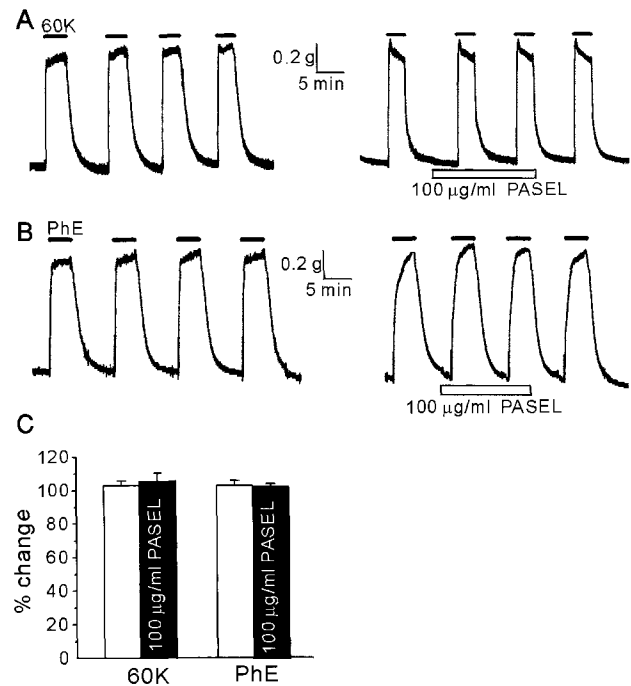 A
60K
0.2 g
5 min
100 µg/ml PASEL
B
PhE
0.2 g
5 min
100 µg/ml PASEL
C
% change
120
100
80
60
40
20
0
100 µg/ml PASEL
100 µg/ml PASEL
60K
PhE